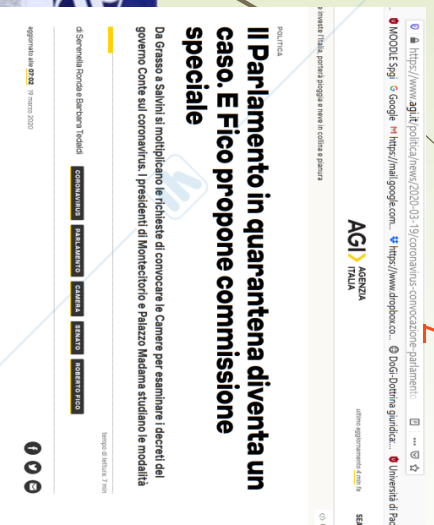 https://www.agi.it/politica/news/2020-03-19/coronavirus-convocazione-parlamento
MOODLE Spgi Google https://mail.google.com... https://www.dropbox.co... DoGi-Dottrina giuridica... Università di Pad
AGI AGENZIA ITALIA
ultimo aggiornamento 4 min fa
SEA
e investe l'Italia, porterà pioggia e neve in collina e pianura
POLITICA
Il Parlamento in quarantena diventa un
caso. E Fico propone commissione
speciale
Da Grasso a Salvini si moltiplicano le richieste di convocare le Camere per esaminare i decreti del
governo Conte sul coronavirus. I presidenti di Montecitorio e Palazzo Madama studiano le modalità
tempo di lettura: 7 min
di Serenella Ronda e Barbara Tedaldi
CORONAVIRUS PARLAMENTO CAMERA SENATO ROBERTO FICO
aggiornato alle 07:02 19 marzo 2020